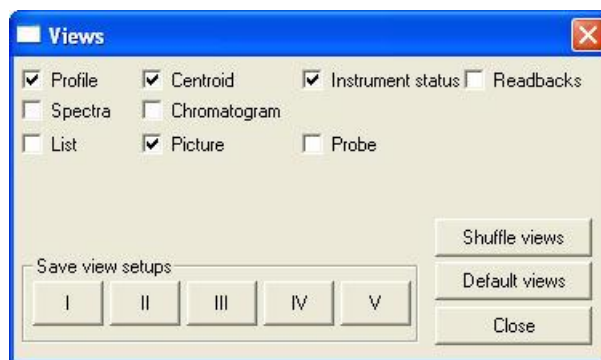 Views
Profile Centroid Instrument status Readbacks
Spectra Chromatogram
List Picture Probe
Shuffle views
Save view setups
Default views
I II III IV V
Close